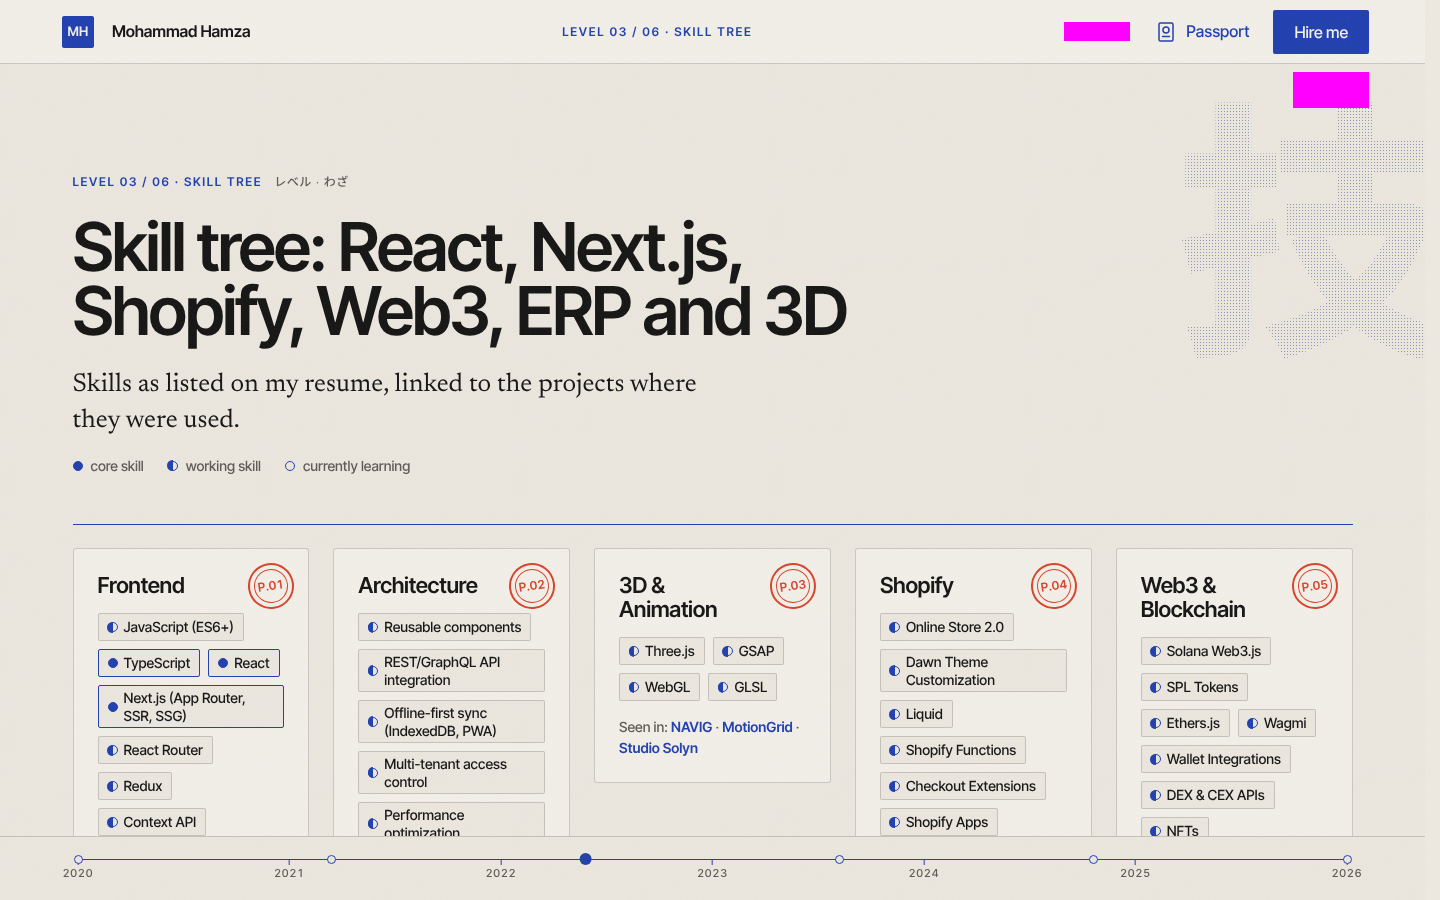 MH
Mohammad Hamza
LEVEL 03 / 06 · SKILL TREE
Passport
Hire me
技
LEVEL 03 / 06 · SKILL TREE レベル · わざ
Skill tree: React, Next.js,
Shopify, Web3, ERP and 3D
Skills as listed on my resume, linked to the projects where
they were used.
core skill
working skill
currently learning
Frontend
P.01
JavaScript (ES6+)
TypeScript
React
Next.js (App Router,
SSR, SSG)
React Router
Redux
Context API
Architecture
P.02
Reusable components
REST/GraphQL API
integration
Offline-first sync
(IndexedDB, PWA)
Multi-tenant access
control
Performance
optimization
3D &
Animation
P.03
Three.js
GSAP
WebGL
GLSL
Seen in: NAVIG · MotionGrid ·
Studio Solyn
Shopify
P.04
Online Store 2.0
Dawn Theme
Customization
Liquid
Shopify Functions
Checkout Extensions
Shopify Apps
Web3 &
Blockchain
P.05
Solana Web3.js
SPL Tokens
Ethers.js
Wagmi
Wallet Integrations
DEX & CEX APIs
NFTs
2020
2021
2022
2023
2024
2025
2026